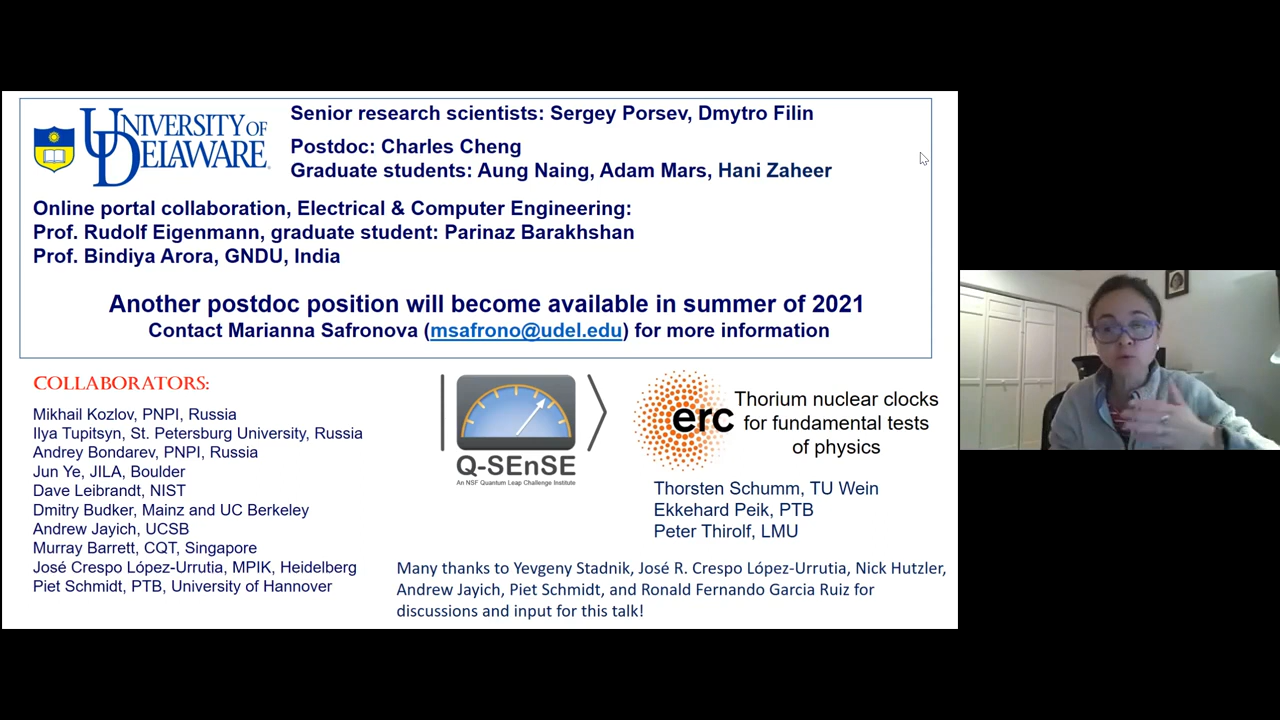 UNIVERSITY OF DELAWARE
Senior research scientists: Sergey Porsev, Dmytro Filin
Postdoc: Charles Cheng
Graduate students: Aung Naing, Adam Mars, Hani Zaheer
Online portal collaboration, Electrical & Computer Engineering:
Prof. Rudolf Eigenmann, graduate student: Parinaz Barakhshan
Prof. Bindiya Arora, GNDU, India
Another postdoc position will become available in summer of 2021
Contact Marianna Safronova (msafrono@udel.edu) for more information
COLLABORATORS:
Mikhail Kozlov, PNPI, Russia
Ilya Tupitsyn, St. Petersburg University, Russia
Andrey Bondarev, PNPI, Russia
Jun Ye, JILA, Boulder
Dave Leibrandt, NIST
Dmitry Budker, Mainz and UC Berkeley
Andrew Jayich, UCSB
Murray Barrett, CQT, Singapore
José Crespo López-Urrutia, MPIK, Heidelberg
Piet Schmidt, PTB, University of Hannover
Q-SEnSE
An NSF Quantum Leap Challenge Institute
erc
Thorium nuclear clocks
for fundamental tests
of physics
Thorsten Schumm, TU Wein
Ekkehard Peik, PTB
Peter Thirolf, LMU
Many thanks to Yevgeny Stadnik, José R. Crespo López-Urrutia, Nick Hutzler,
Andrew Jayich, Piet Schmidt, and Ronald Fernando Garcia Ruiz for
discussions and input for this talk!